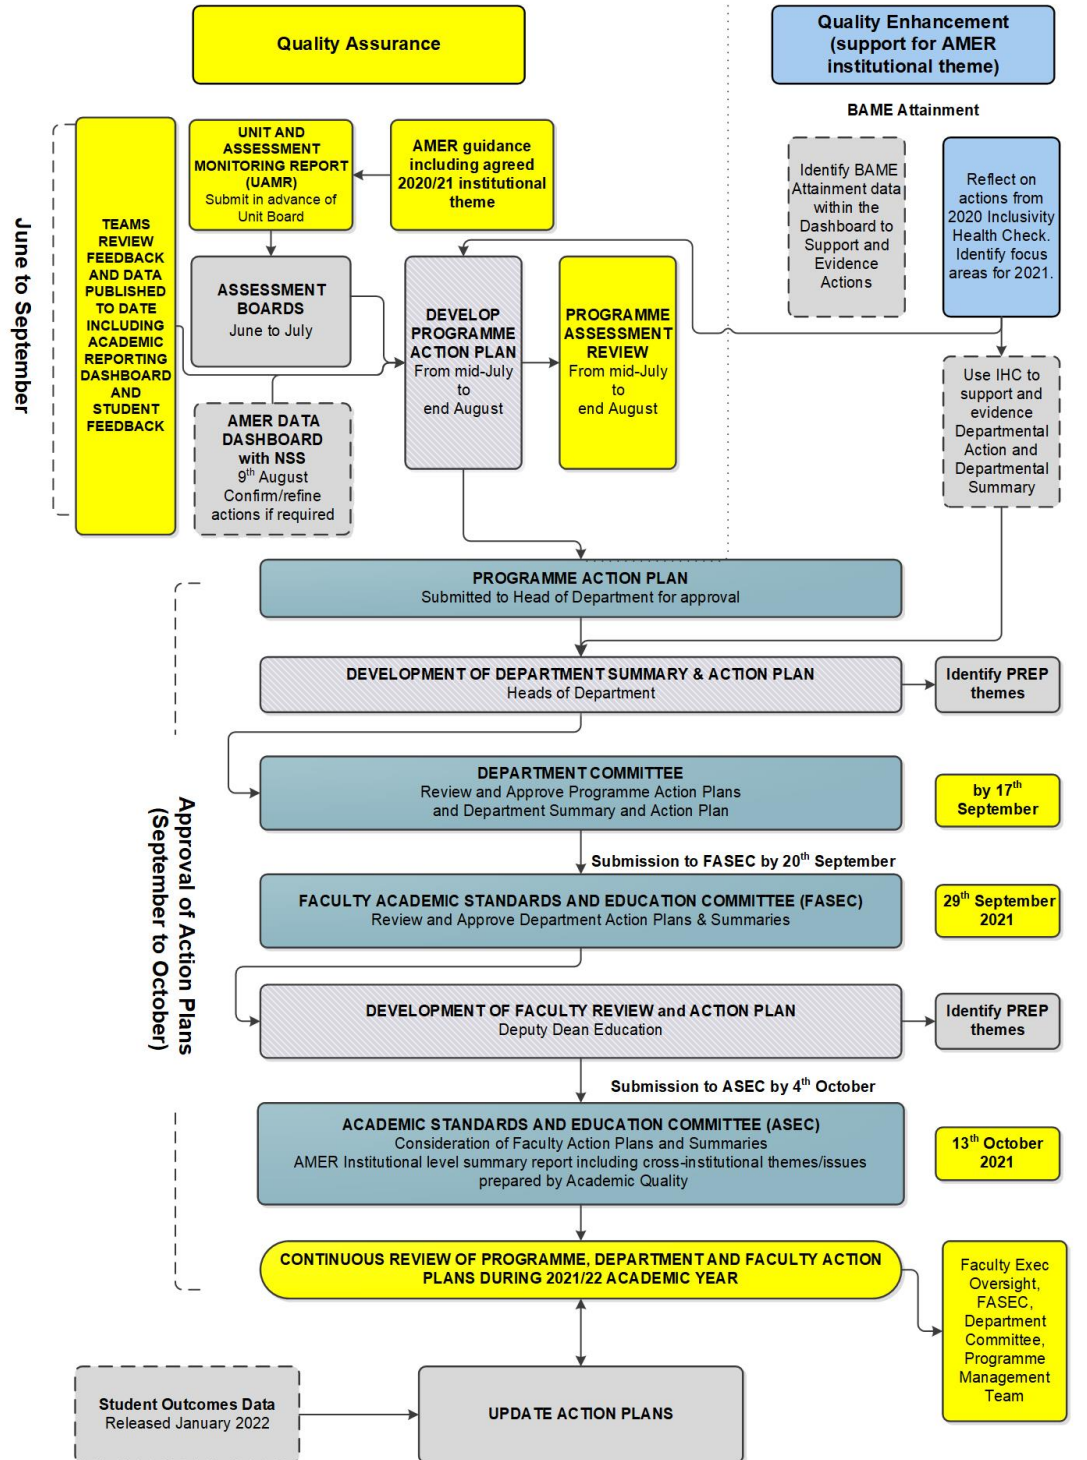 Quality Assurance
Quality Enhancement
(support for AMER
institutional theme)
BAME Attainment
June to September
TEAMS
REVIEW
FEEDBACK
AND DATA
PUBLISHED
TO DATE
INCLUDING
ACADEMIC
REPORTING
DASHBOARD
AND
STUDENT
FEEDBACK
UNIT AND
ASSESSMENT
MONITORING REPORT
(UAMR)
Submit in advance of
Unit Board
AMER guidance
including agreed
2020/21 institutional
theme
Identify BAME
Attainment data
within the
Dashboard to
Support and
Evidence
Actions
Reflect on
actions from
2020 Inclusivity
Health Check.
Identify focus
areas for 2021.
ASSESSMENT
BOARDS
June to July
DEVELOP
PROGRAMME
ACTION PLAN
From mid-July
to
end August
PROGRAMME
ASSESSMENT
REVIEW
From mid-July
to
end August
AMER DATA
DASHBOARD
with NSS
9th August
Confirm/refine
actions if required
Use IHC to
support and
evidence
Departmental
Action and
Departmental
Summary
PROGRAMME ACTION PLAN
Submitted to Head of Department for approval
Approval of Action Plans
(September to October)
DEVELOPMENT OF DEPARTMENT SUMMARY & ACTION PLAN
Heads of Department
Identify PREP
themes
DEPARTMENT COMMITTEE
Review and Approve Programme Action Plans
and Department Summary and Action Plan
by 17th
September
Submission to FASEC by 20th September
FACULTY ACADEMIC STANDARDS AND EDUCATION COMMITTEE (FASEC)
Review and Approve Department Action Plans & Summaries
29th September
2021
DEVELOPMENT OF FACULTY REVIEW and ACTION PLAN
Deputy Dean Education
Identify PREP
themes
Submission to ASEC by 4th October
ACADEMIC STANDARDS AND EDUCATION COMMITTEE (ASEC)
Consideration of Faculty Action Plans and Summaries
AMER Institutional level summary report including cross-institutional themes/issues
prepared by Academic Quality
13th October
2021
CONTINUOUS REVIEW OF PROGRAMME, DEPARTMENT AND FACULTY ACTION
PLANS DURING 2021/22 ACADEMIC YEAR
Faculty Exec
Oversight,
FASEC,
Department
Committee,
Programme
Management
Team
Student Outcomes Data
Released January 2022
UPDATE ACTION PLANS